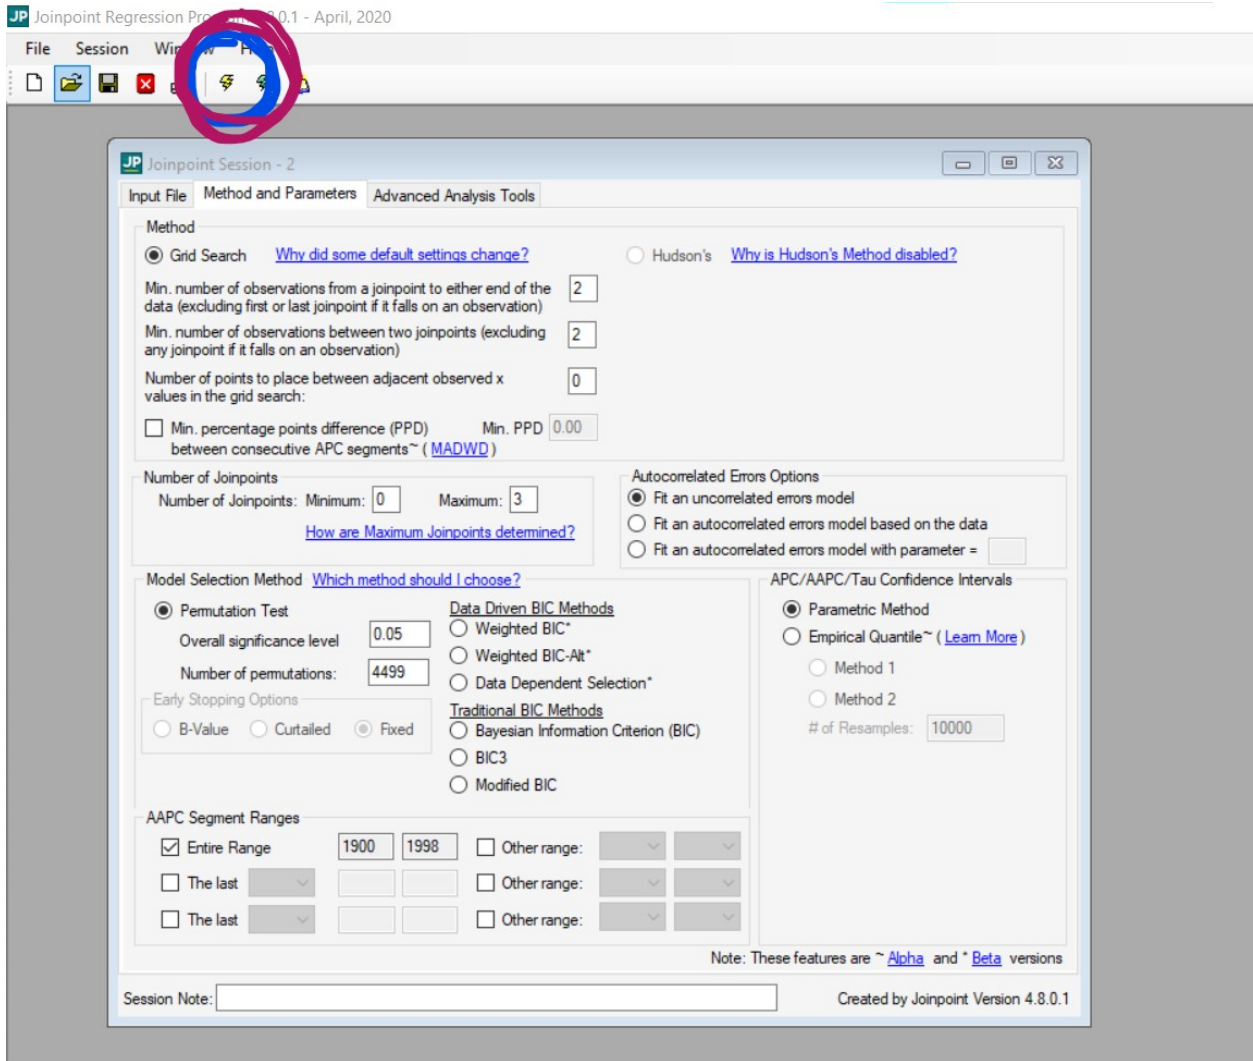 JP Joinpoint Regression Pro 8.0.1 - April, 2020
File Session
JP Joinpoint Session - 2
Input File Method and Parameters Advanced Analysis Tools
Method
Grid Search Why did some default settings change? Hudson's Why is Hudson's Method disabled?
Min. number of observations from a joinpoint to either end of the
data (excluding first or last joinpoint if it falls on an observation) 2
Min. number of observations between two joinpoints (excluding
any joinpoint if it falls on an observation) 2
Number of points to place between adjacent observed x
values in the grid search: 0
Min. percentage points difference (PPD) Min. PPD 0.00
between consecutive APC segments~ ( MADWD )
Number of Joinpoints
Number of Joinpoints: Minimum: 0 Maximum: 3
How are Maximum Joinpoints determined?
Autocorrelated Errors Options
Fit an uncorrelated errors model
Fit an autocorrelated errors model based on the data
Fit an autocorrelated errors model with parameter =
Model Selection Method Which method should I choose?
Permutation Test
Overall significance level 0.05
Number of permutations: 4499
Early Stopping Options
B-Value Curtailed Fixed
Data Driven BIC Methods
Weighted BIC*
Weighted BIC-Alt*
Data Dependent Selection*
Traditional BIC Methods
Bayesian Information Criterion (BIC)
BIC3
Modified BIC
APC/AAPC/Tau Confidence Intervals
Parametric Method
Empirical Quantile~ ( Learn More )
Method 1
Method 2
# of Resamples: 10000
AAPC Segment Ranges
Entire Range 1900 1998 Other range:
The last Other range:
The last Other range:
Note: These features are ~ Alpha and * Beta versions
Session Note: Created by Joinpoint Version 4.8.0.1